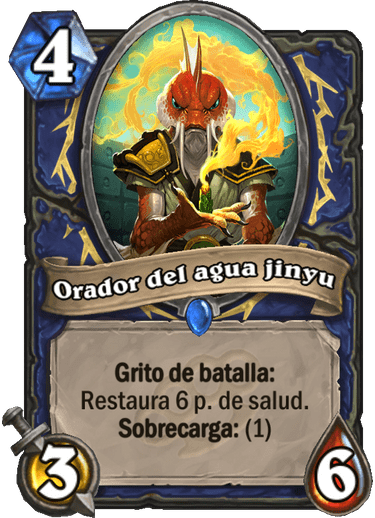 4
Orador del agua jinyu
Grito de batalla:
Restaura 6 p. de salud.
Sobrecarga: (1)
3
6